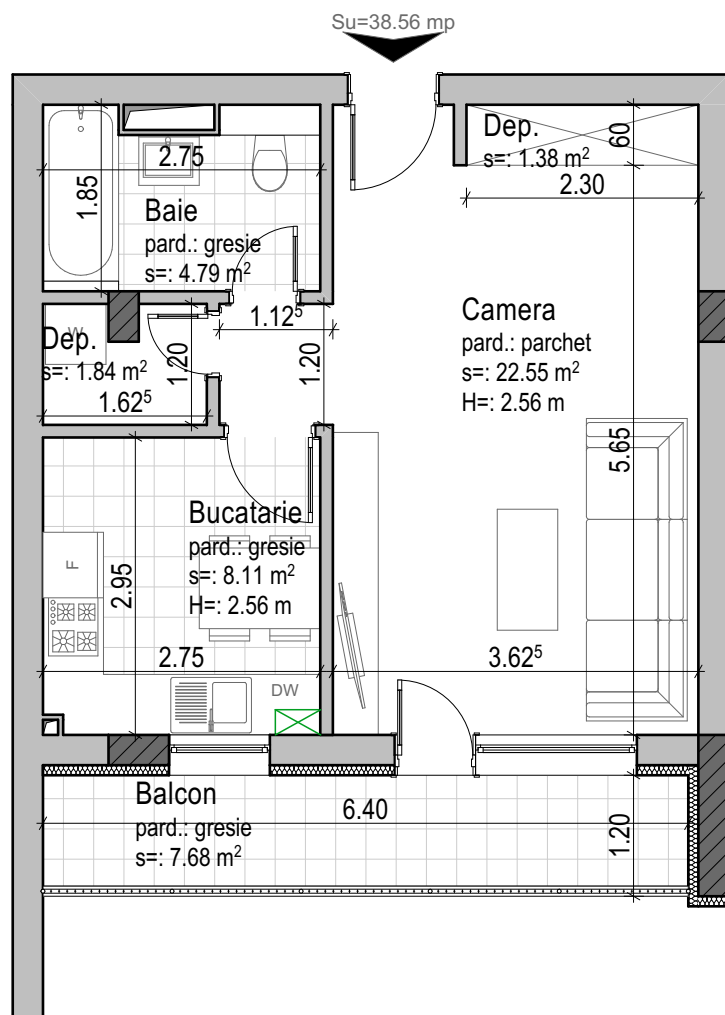 Su=38.56 mp
Dep.
s=: 1.38 m²
60
2.30
2.75
1.85
Baie
pard.: gresie
s=: 4.79 m²
1.12⁵
Camera
pard.: parchet
s=: 22.55 m²
H=: 2.56 m
W
Dep.
s=: 1.84 m²
1.20
1.20
1.62⁵
5.65
Bucatarie
pard.: gresie
s=: 8.11 m²
H=: 2.56 m
F
2.95
2.75
3.62⁵
DW
Balcon
pard.: gresie
s=: 7.68 m²
6.40
1.20